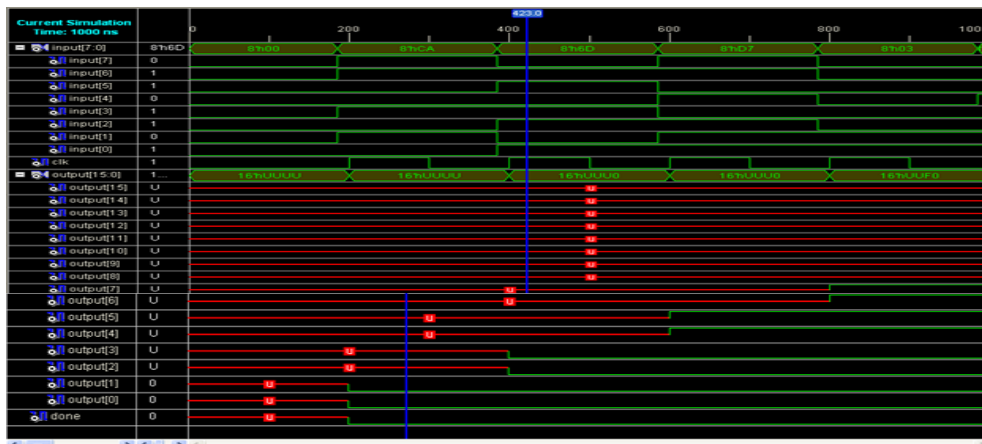 423.0
Current Simulation
Time: 1000 ns
0 200 400 600 800 100
input[7:0] 8'h6D 8'h00 8'hCA 8'h6D 8'hD7 8'h03
input[7] 0
input[6] 1
input[5] 1
input[4] 0
input[3] 1
input[2] 1
input[1] 0
input[0] 1
clk 1
output[15:0] 1... 16'hUUUU 16'hUUUU 16'hUUU0 16'hUUU0 16'hUUF0
output[15] U U
output[14] U U
output[13] U U
output[12] U U
output[11] U U
output[10] U U
output[9] U U
output[8] U U
output[7] U U
output[6] U U
output[5] U U
output[4] U U
output[3] U U
output[2] U U
output[1] 0 U
output[0] 0 U
done 0 U